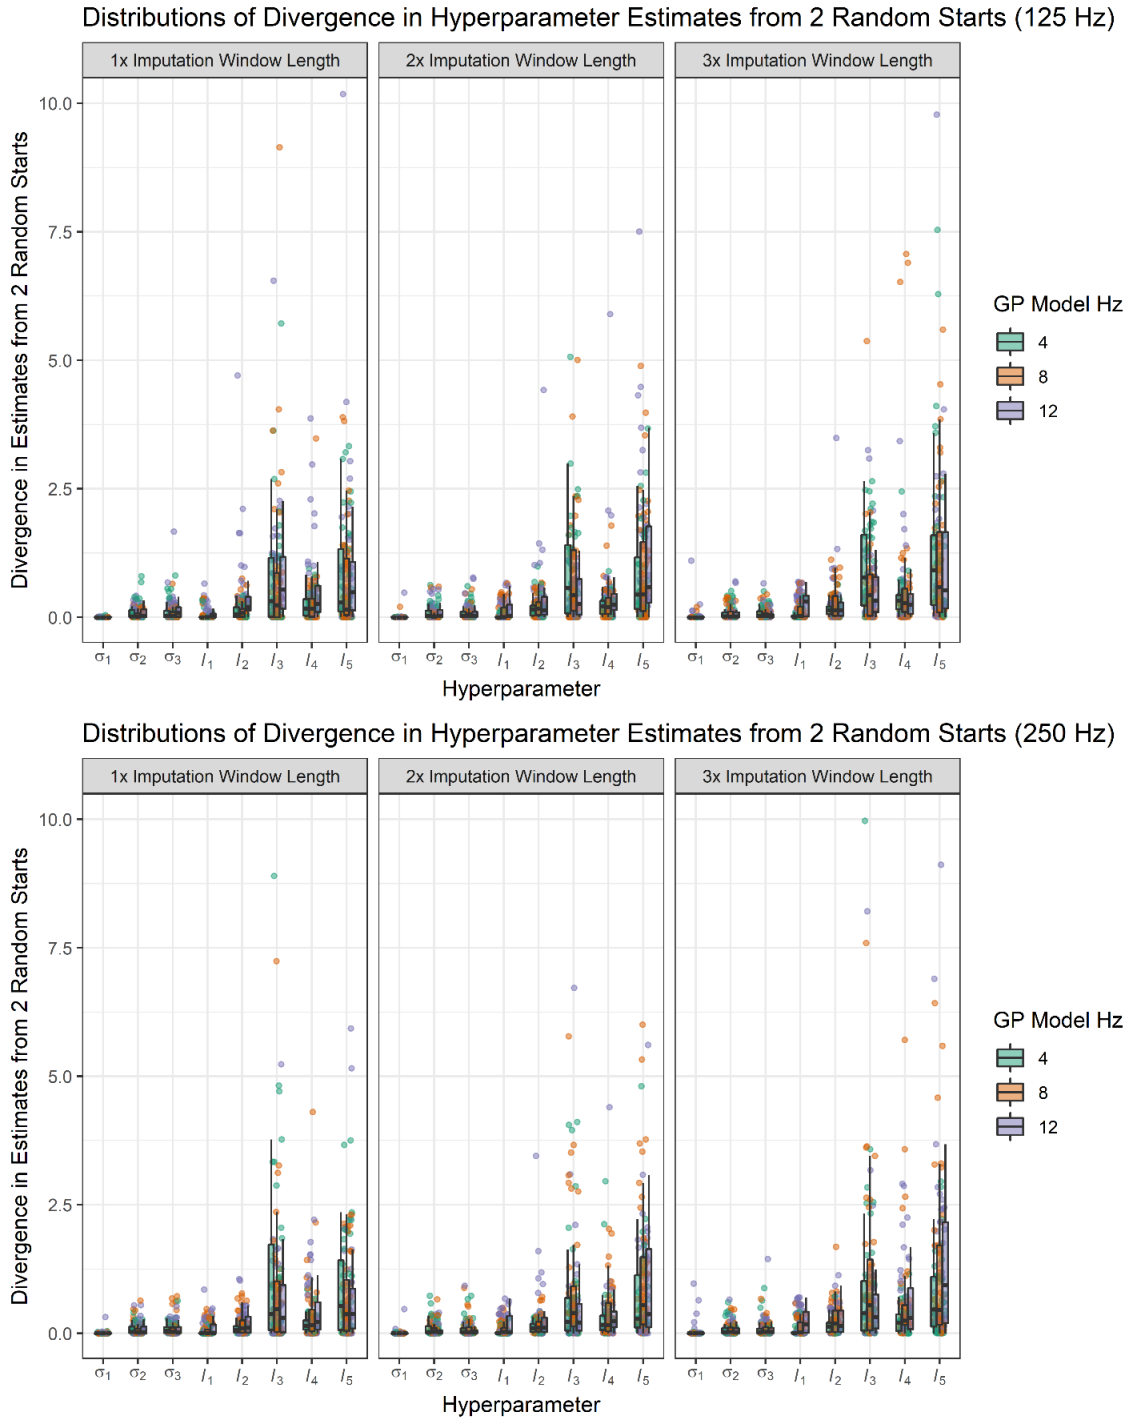 Distributions of Divergence in Hyperparameter Estimates from 2 Random Starts (125 Hz)
1x Imputation Window Length 2x Imputation Window Length 3x Imputation Window Length
Divergence in Estimates from 2 Random Starts
10.0
7.5
5.0
2.5
0.0
σ1 σ2 σ3 l1 l2 l3 l4 l5 σ1 σ2 σ3 l1 l2 l3 l4 l5 σ1 σ2 σ3 l1 l2 l3 l4 l5
Hyperparameter
GP Model Hz
4
8
12
Distributions of Divergence in Hyperparameter Estimates from 2 Random Starts (250 Hz)
1x Imputation Window Length 2x Imputation Window Length 3x Imputation Window Length
Divergence in Estimates from 2 Random Starts
10.0
7.5
5.0
2.5
0.0
σ1 σ2 σ3 l1 l2 l3 l4 l5 σ1 σ2 σ3 l1 l2 l3 l4 l5 σ1 σ2 σ3 l1 l2 l3 l4 l5
Hyperparameter
GP Model Hz
4
8
12